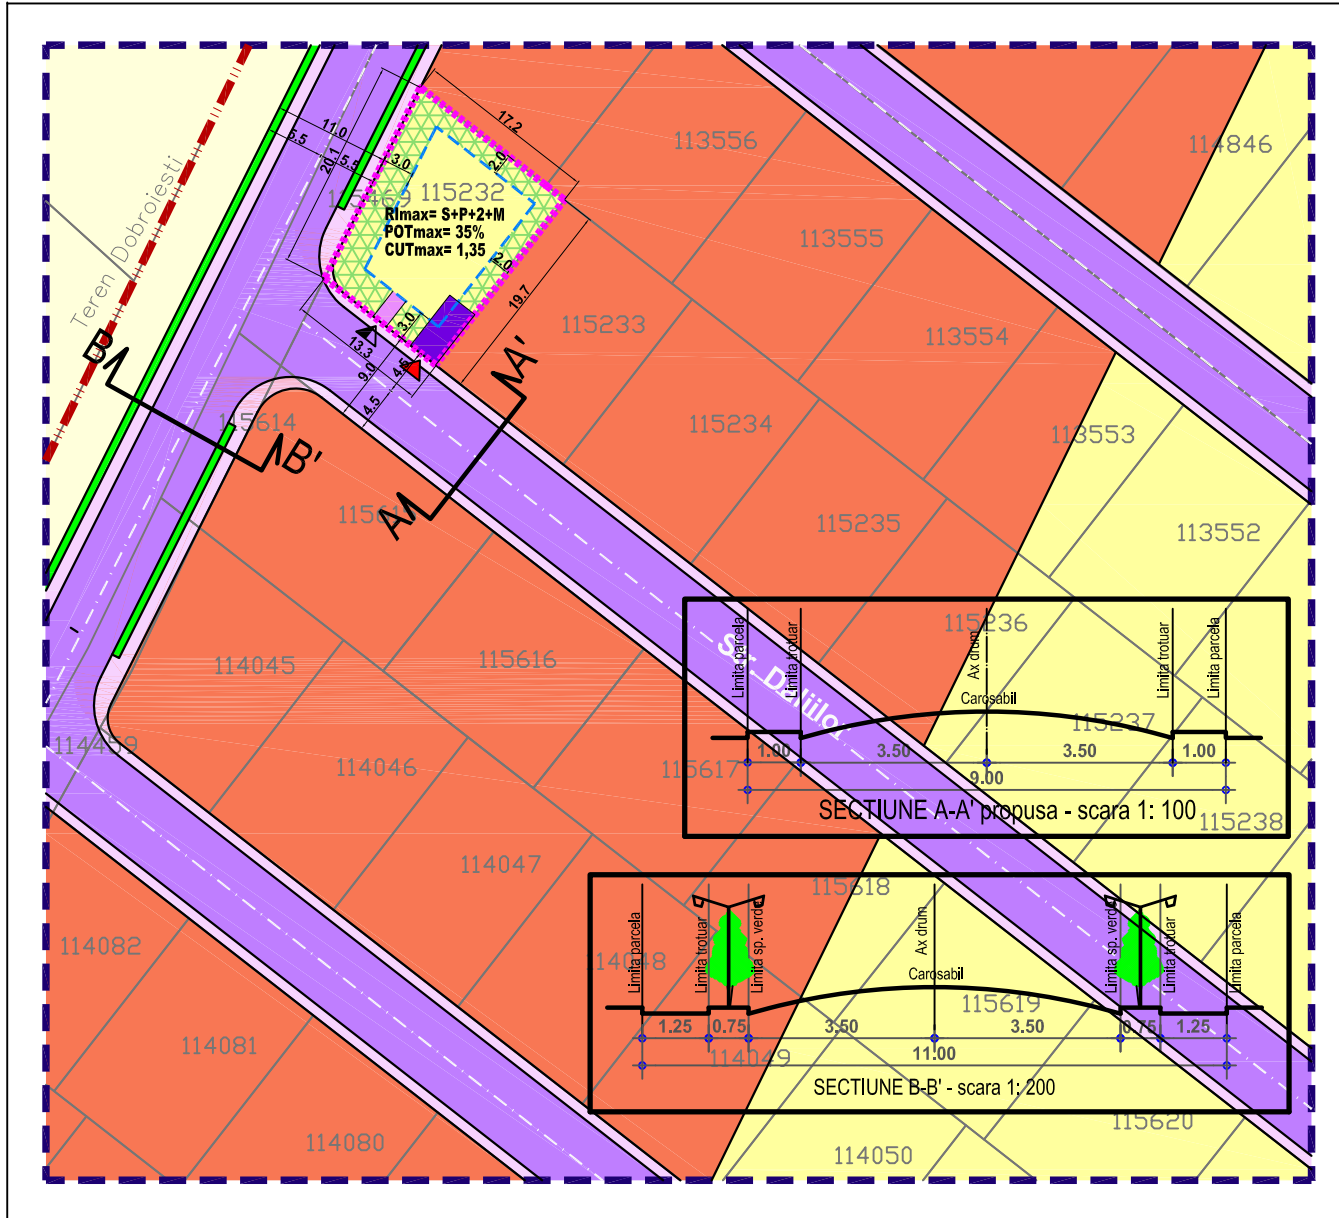 Teren Dobroiesti
11.0
5.5
5.5
20.1
3.0
17.2
2.0
115469
115232
RImax= S+P+2+M
POTmax= 35%
CUTmax= 1,35
2.0
19.7
3.0
13.3
9.0
4.5
4.5
113556
114846
113555
113554
115233
115234
113553
115235
113552
B
B'
A
A'
115614
114045
115616
114459
114046
115617
114047
115236
115237
115238
Str. Daliilor
Limita parcela
Limita trotuar
Ax drum
Carosabil
Limita trotuar
Limita parcela
1.00
3.50
3.50
1.00
9.00
SECTIUNE A-A' propusa - scara 1: 100
115618
114082
114048
114081
115619
114049
114080
114050
115620
Limita parcela
Limita trotuar
Limita sp. verde
Ax drum
Carosabil
Limita sp. verde
Limita trotuar
Limita parcela
1.25
0.75
3.50
3.50
0.75
1.25
11.00
SECTIUNE B-B' - scara 1: 200